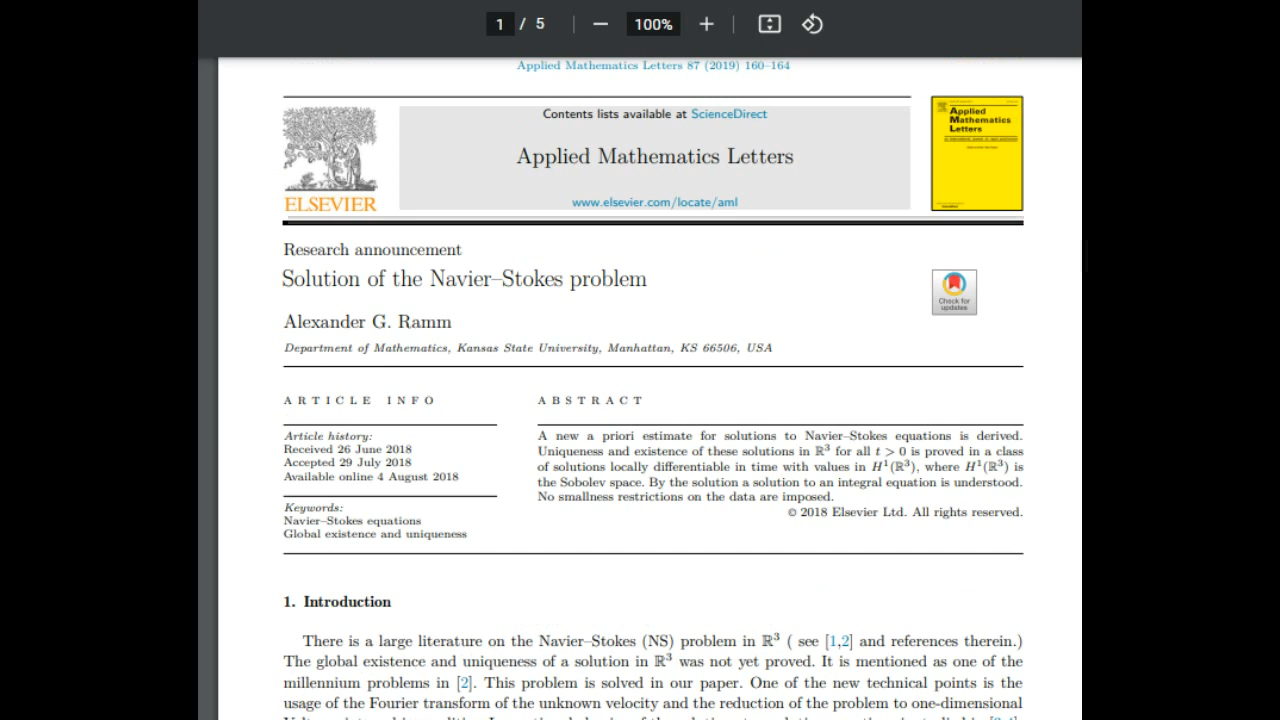 1 / 5 100%
Applied Mathematics Letters 87 (2019) 160–164
Contents lists available at ScienceDirect
Applied Mathematics Letters
www.elsevier.com/locate/aml
ELSEVIER
Applied
Mathematics
Letters
Research announcement
Solution of the Navier–Stokes problem
Check for
updates
Alexander G. Ramm
Department of Mathematics, Kansas State University, Manhattan, KS 66506, USA
ARTICLE INFO
Article history:
Received 26 June 2018
Accepted 29 July 2018
Available online 4 August 2018
Keywords:
Navier–Stokes equations
Global existence and uniqueness
ABSTRACT
A new a priori estimate for solutions to Navier–Stokes equations is derived.
Uniqueness and existence of these solutions in ℝ³ for all t > 0 is proved in a class
of solutions locally differentiable in time with values in H¹(ℝ³), where H¹(ℝ³) is
the Sobolev space. By the solution a solution to an integral equation is understood.
No smallness restrictions on the data are imposed.
© 2018 Elsevier Ltd. All rights reserved.
1. Introduction
There is a large literature on the Navier–Stokes (NS) problem in ℝ³ ( see [1,2] and references therein.)
The global existence and uniqueness of a solution in ℝ³ was not yet proved. It is mentioned as one of the
millennium problems in [2]. This problem is solved in our paper. One of the new technical points is the
usage of the Fourier transform of the unknown velocity and the reduction of the problem to one-dimensional